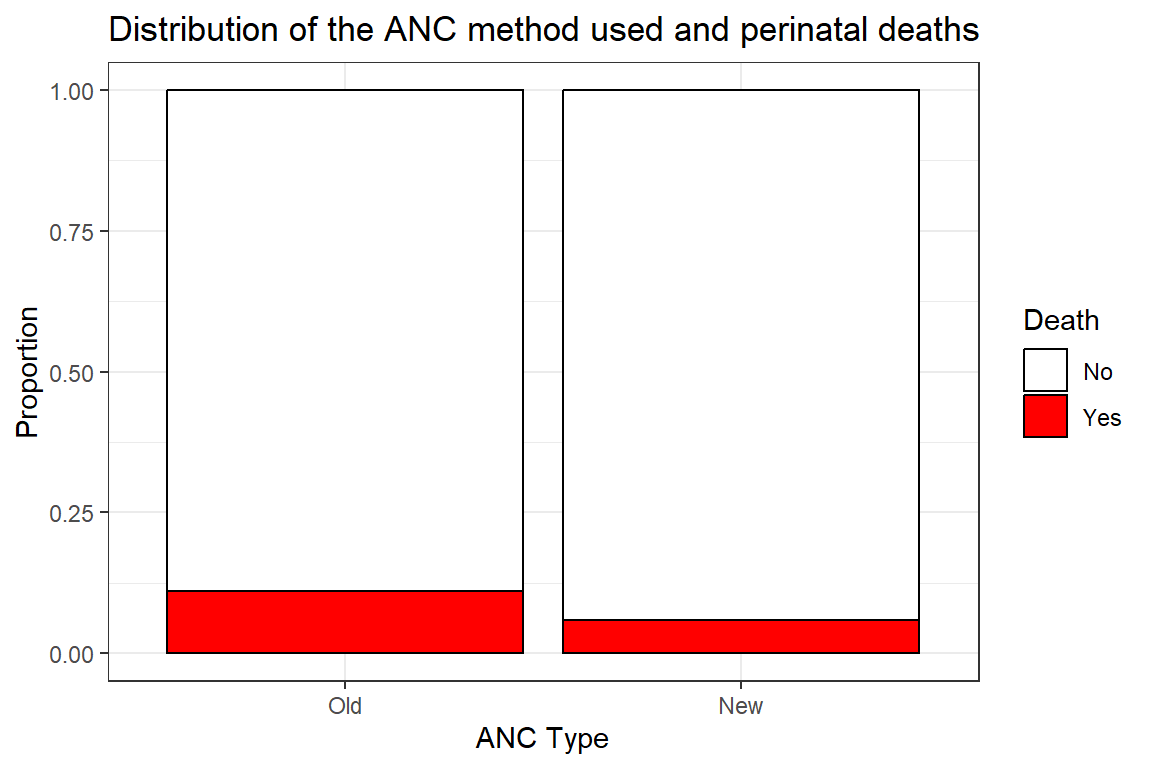 Distribution of the ANC method used and perinatal deaths
1.00
0.75
0.50
0.25
0.00
Proportion
Old New
ANC Type
Death
No
Yes